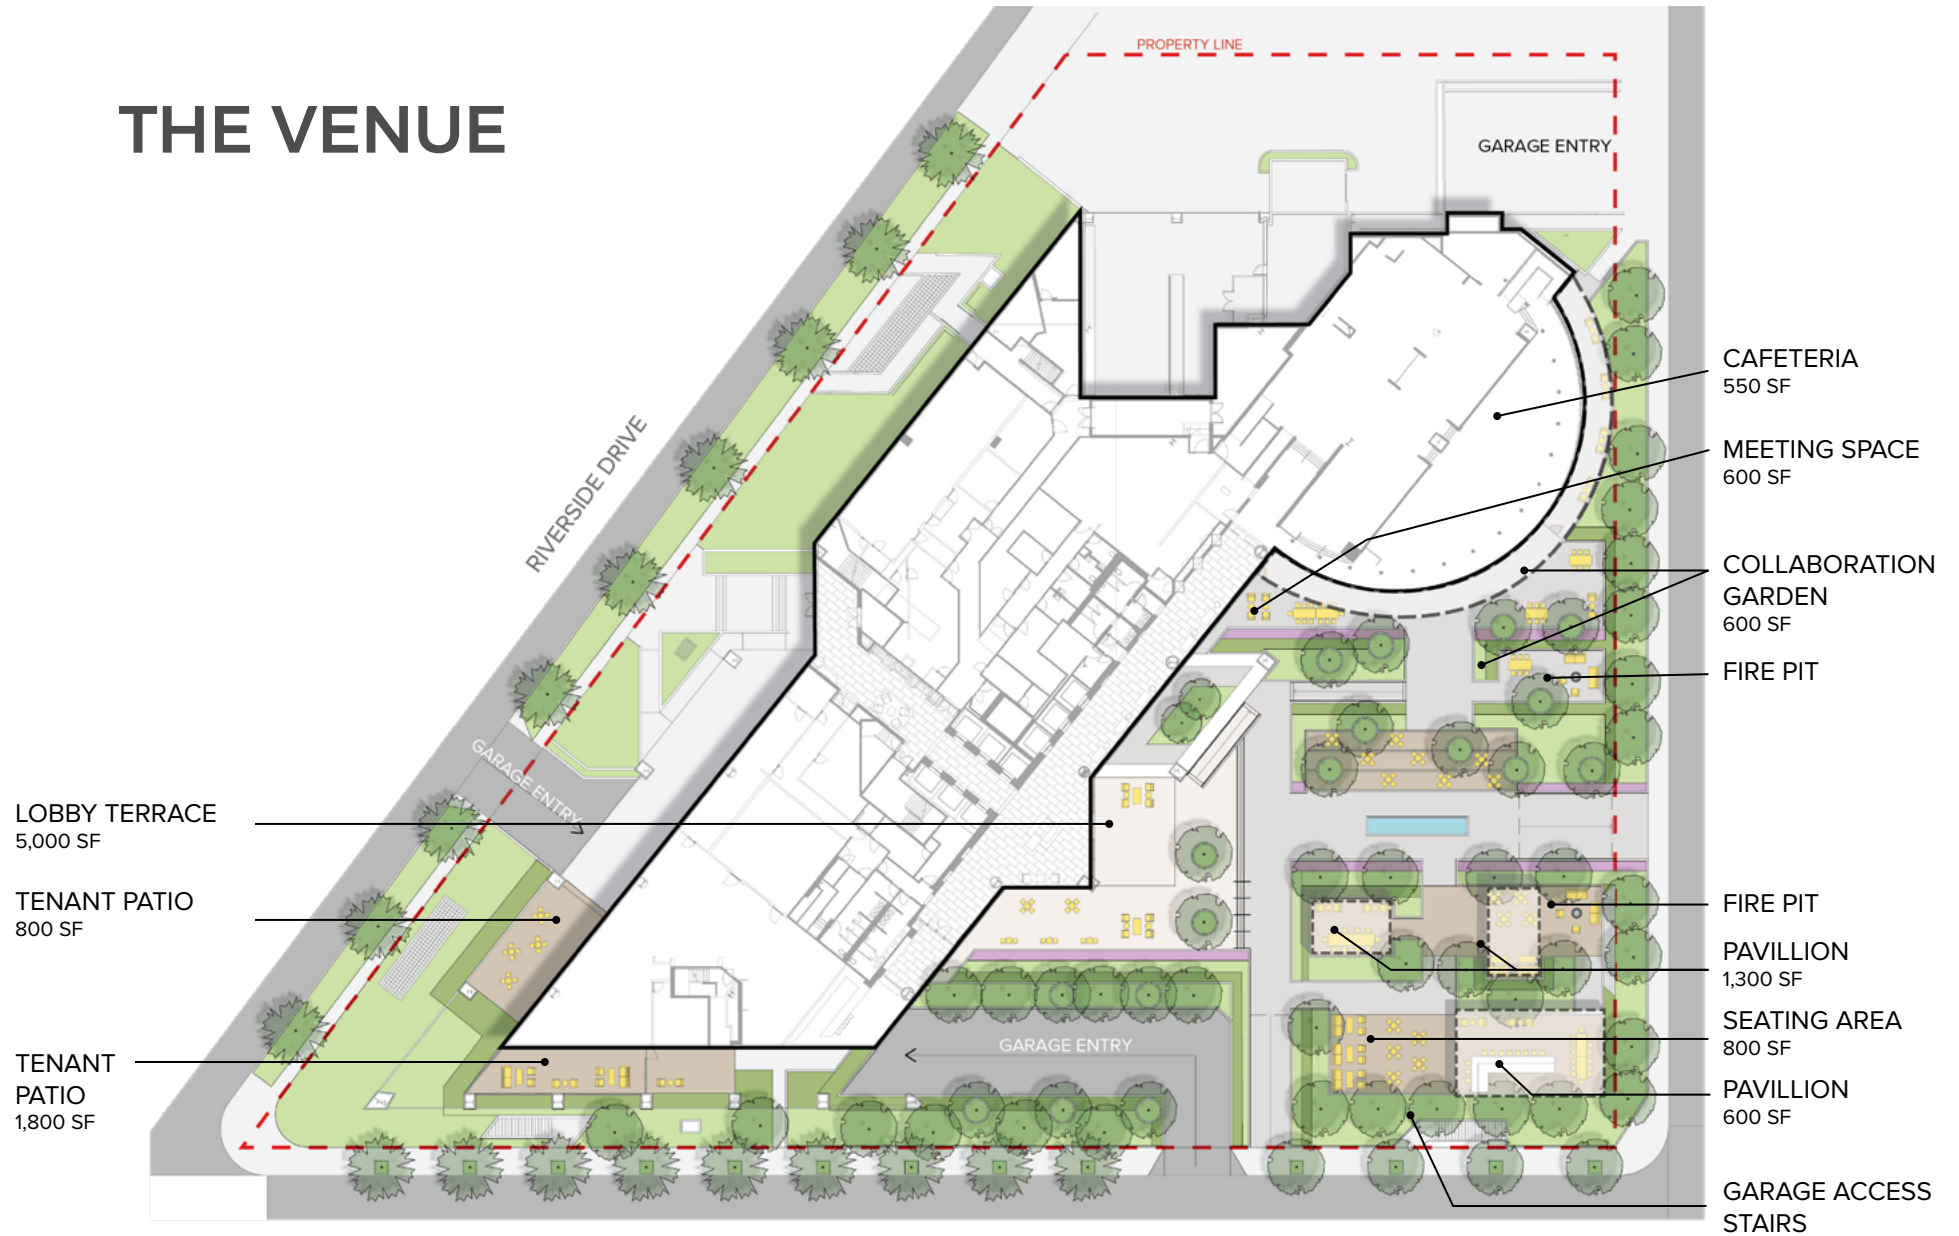 THE VENUE
PROPERTY LINE
GARAGE ENTRY
RIVERSIDE DRIVE
GARAGE ENTRY
GARAGE ENTRY
LOBBY TERRACE
5,000 SF
TENANT PATIO
800 SF
TENANT
PATIO
1,800 SF
CAFETERIA
550 SF
MEETING SPACE
600 SF
COLLABORATION
GARDEN
600 SF
FIRE PIT
FIRE PIT
PAVILLION
1,300 SF
SEATING AREA
800 SF
PAVILLION
600 SF
GARAGE ACCESS
STAIRS